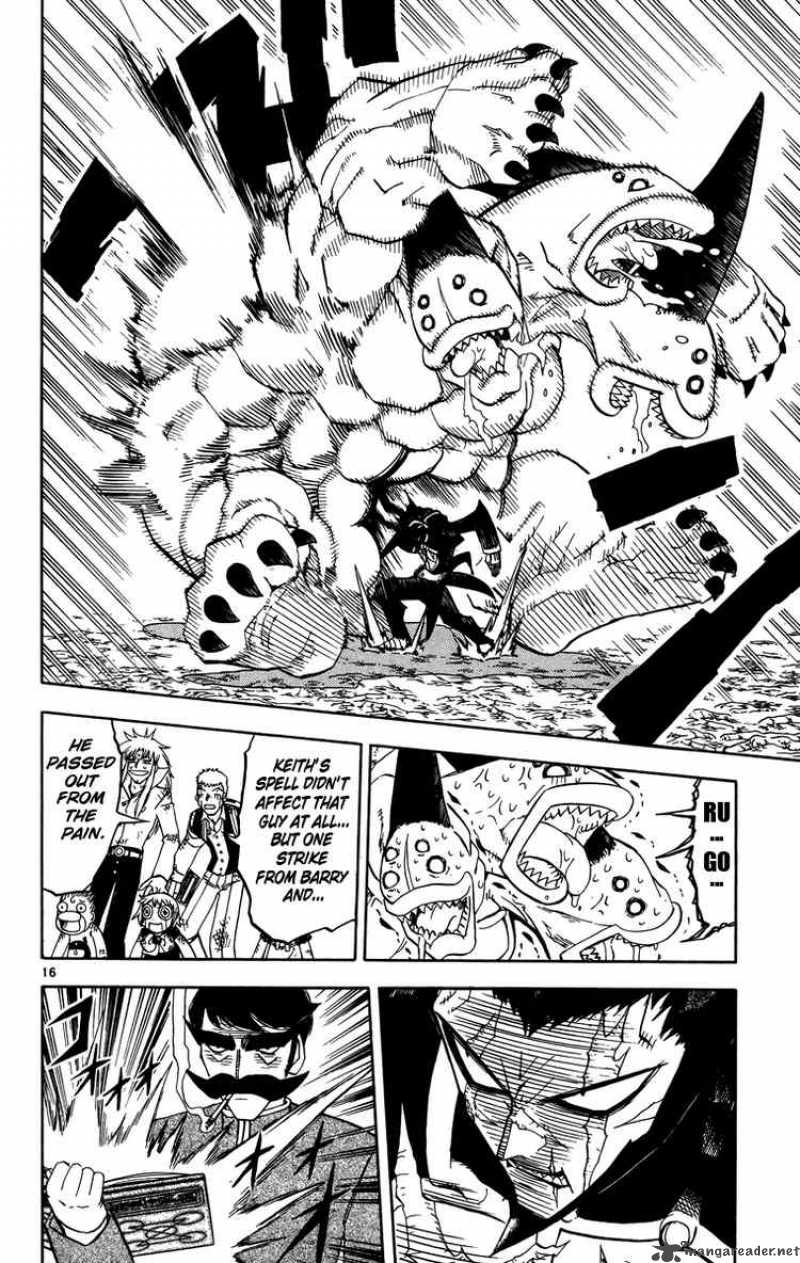 RU
...
GO
...
KEITH'S
SPELL DIDN'T
AFFECT THAT
GUY AT ALL...
BUT ONE
STRIKE
FROM BARRY
AND...
HE
PASSED
OUT
FROM THE
PAIN.
16
mangareader.net